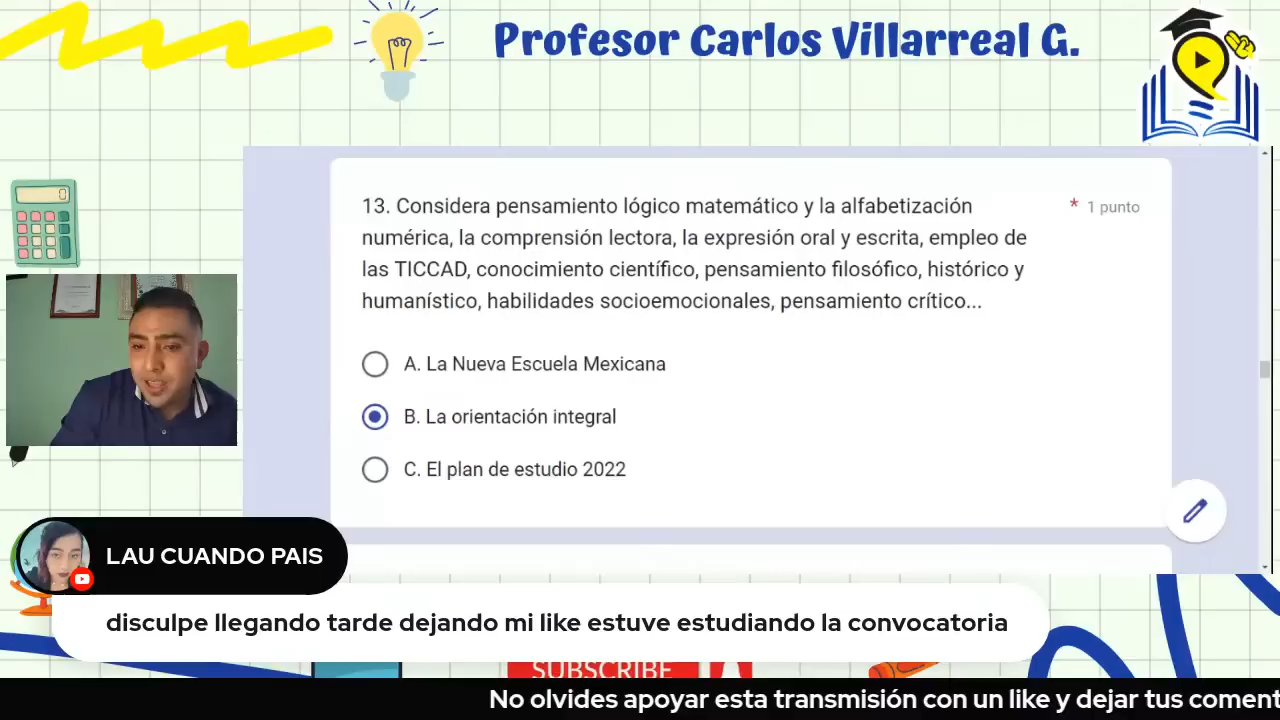 Profesor Carlos Villarreal G.
13. Considera pensamiento lógico matemático y la alfabetización
* 1 punto
numérica, la comprensión lectora, la expresión oral y escrita, empleo de
las TICCAD, conocimiento científico, pensamiento filosófico, histórico y
humanístico, habilidades socioemocionales, pensamiento crítico...
A. La Nueva Escuela Mexicana
B. La orientación integral
C. El plan de estudio 2022
LAU CUANDO PAIS
disculpe llegando tarde dejando mi like estuve estudiando la convocatoria
SUBSCRIBE
No olvides apoyar esta transmisión con un like y dejar tus coment